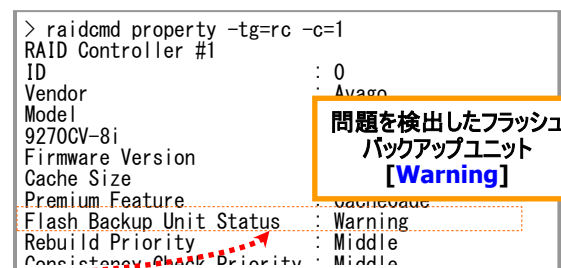 > raidcmd property -tg=rc -c=1
RAID Controller #1
ID : 0
Vendor : Avago
Model
9270CV-8i
Firmware Version
Cache Size
Premium Feature : CacheCade
Flash Backup Unit Status : Warning
Rebuild Priority : Middle
Consistency Check Priority : Middle
問題を検出したフラッシュ
バックアップユニット
[Warning]